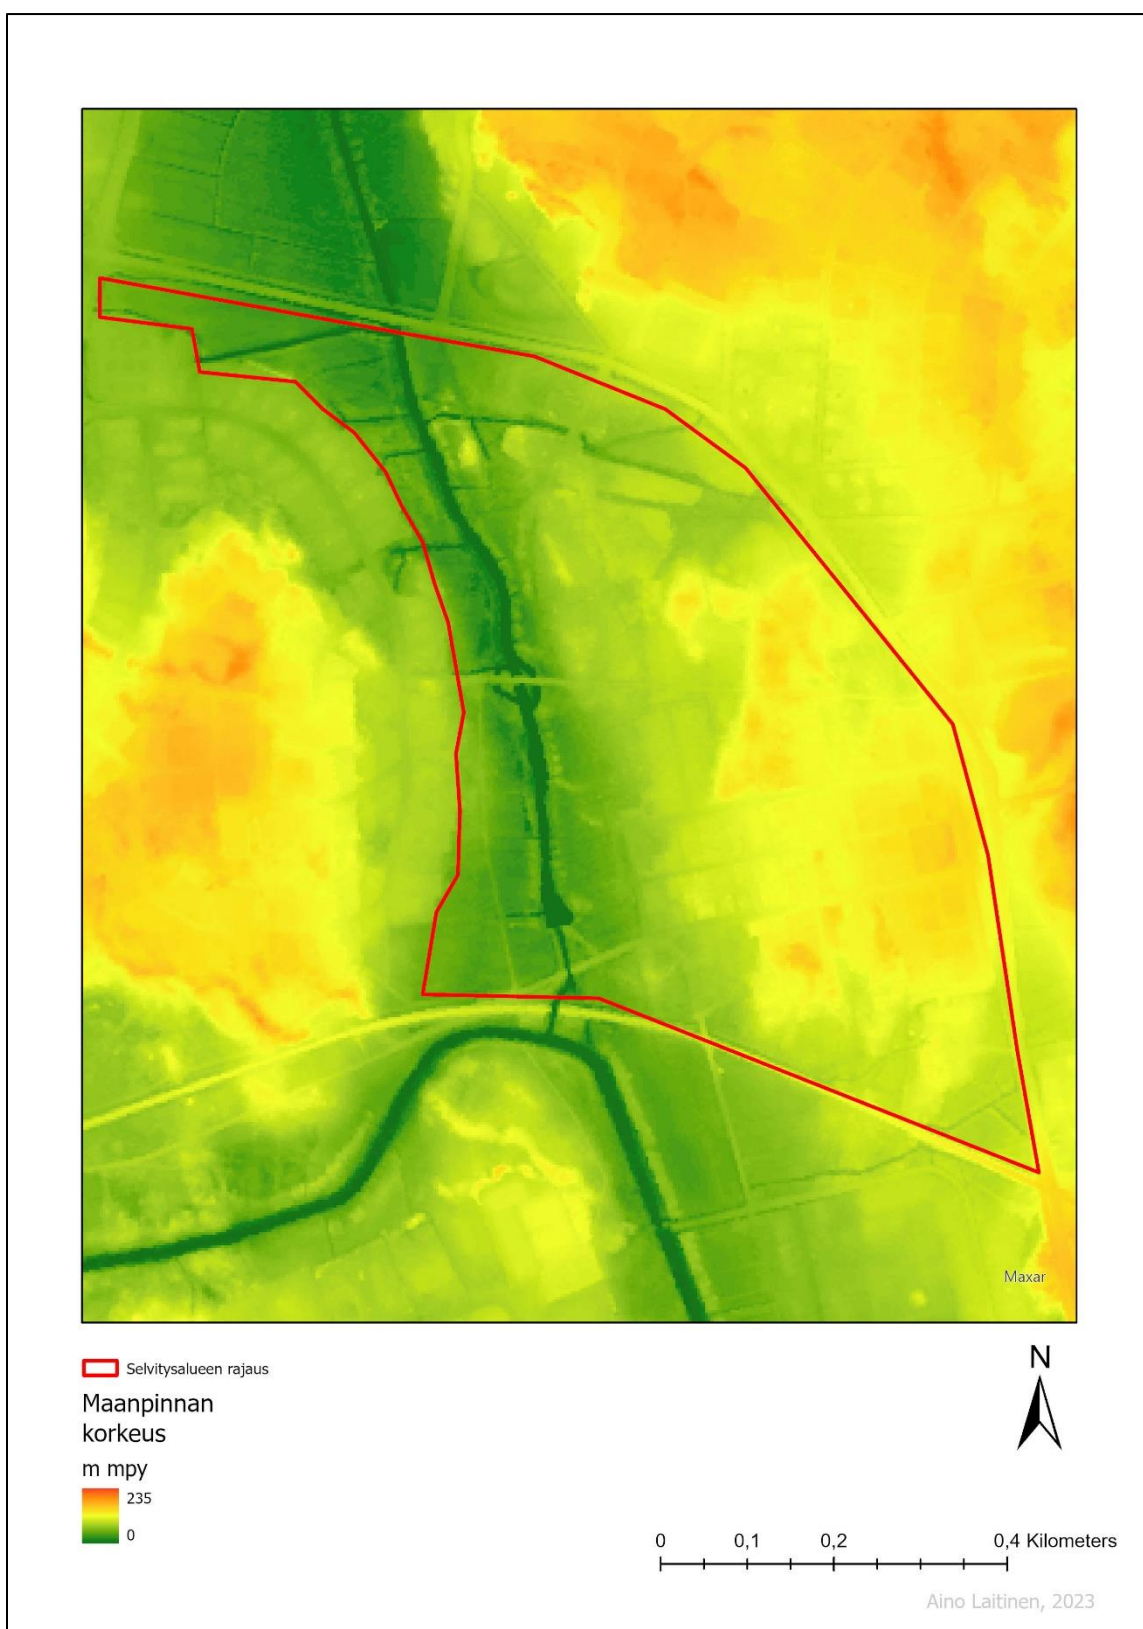 Maxar
Selvitysalueen rajaus
N
Maanpinnan
korkeus
m mpy
235
0
0 0,1 0,2 0,4 Kilometers
Aino Laitinen, 2023